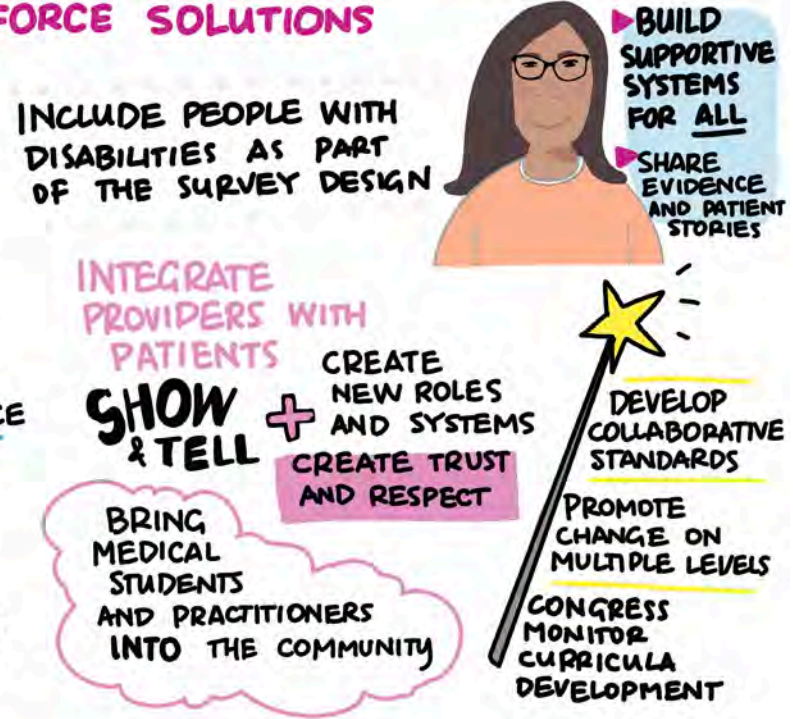 FORCE SOLUTIONS
INCLUDE PEOPLE WITH
DISABILITIES AS PART
OF THE SURVEY DESIGN
BUILD
SUPPORTIVE
SYSTEMS
FOR ALL
SHARE
EVIDENCE
AND PATIENT
STORIES
INTEGRATE
PROVIDERS WITH
PATIENTS
SHOW
& TELL
+
CREATE
NEW ROLES
AND SYSTEMS
CREATE TRUST
AND RESPECT
BRING
MEDICAL
STUDENTS
AND PRACTITIONERS
INTO THE COMMUNITY
DEVELOP
COLLABORATIVE
STANDARDS
PROMOTE
CHANGE ON
MULTIPLE LEVELS
CONGRESS
MONITOR
CURRICULA
DEVELOPMENT